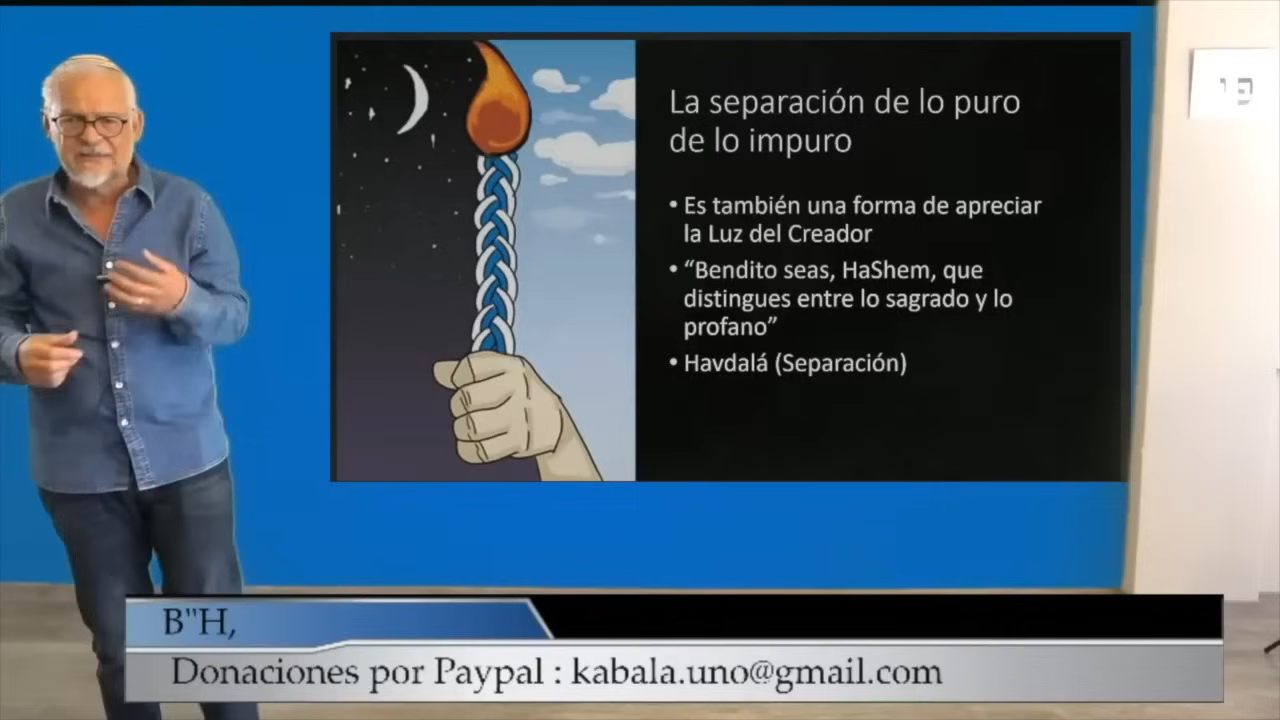 La separación de lo puro
de lo impuro
• Es también una forma de apreciar
la Luz del Creador
• “Bendito seas, HaShem, que
distingues entre lo sagrado y lo
profano”
• Havdalá (Separación)
B"H,
Donaciones por Paypal : kabala.uno@gmail.com